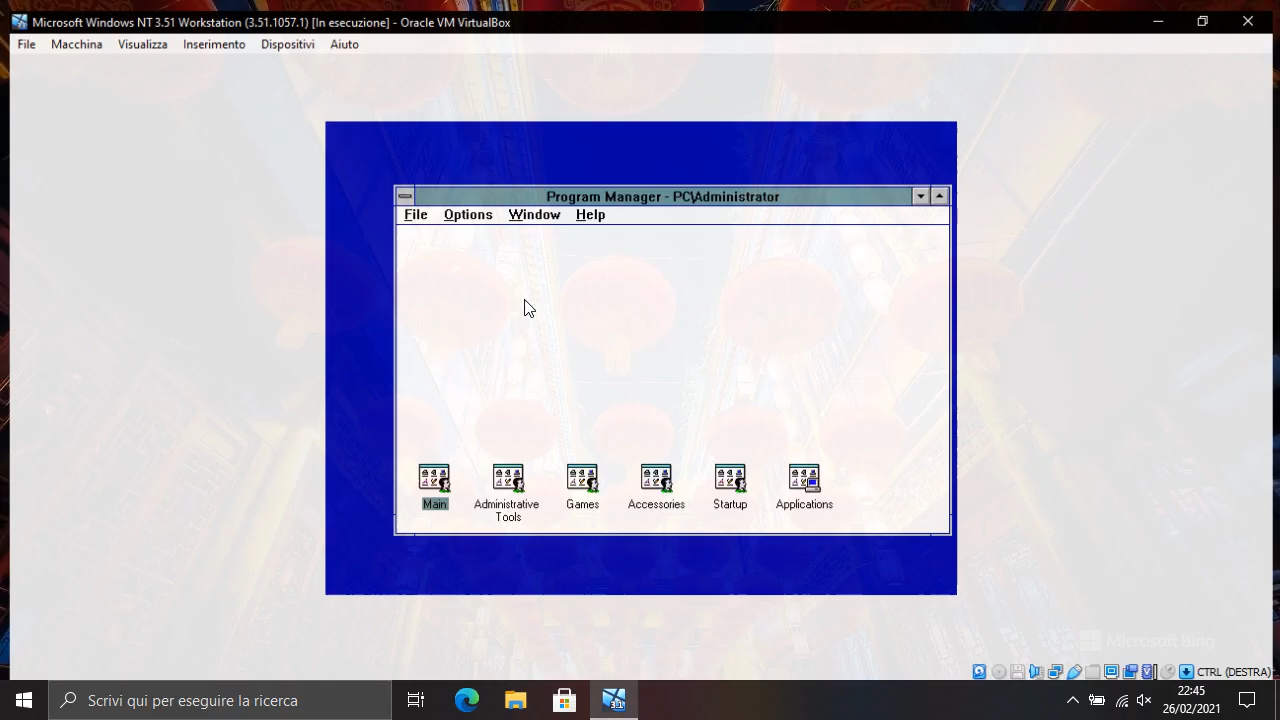 Microsoft Windows NT 3.51 Workstation (3.51.1057.1) [In esecuzione] - Oracle VM VirtualBox
File Macchina Visualizza Inserimento Dispositivi Aiuto
Program Manager - PC\Administrator
File Options Window Help
Main Administrative Tools Games Accessories Startup Applications
Microsoft Bing
CTRL (DESTRA)
Scrivi qui per eseguire la ricerca
3.1
22:45
26/02/2021